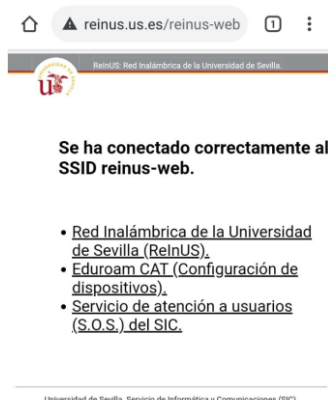 reinus.us.es/reinus-web
1
ReInUS: Red Inalámbrica de la Universidad de Sevilla.
Se ha conectado correctamente al
SSID reinus-web.
Red Inalámbrica de la Universidad
de Sevilla (ReInUS).
Eduroam CAT (Configuración de
dispositivos).
Servicio de atención a usuarios
(S.O.S.) del SIC.
Universidad de Sevilla. Servicio de Informática y Comunicaciones (SIC)